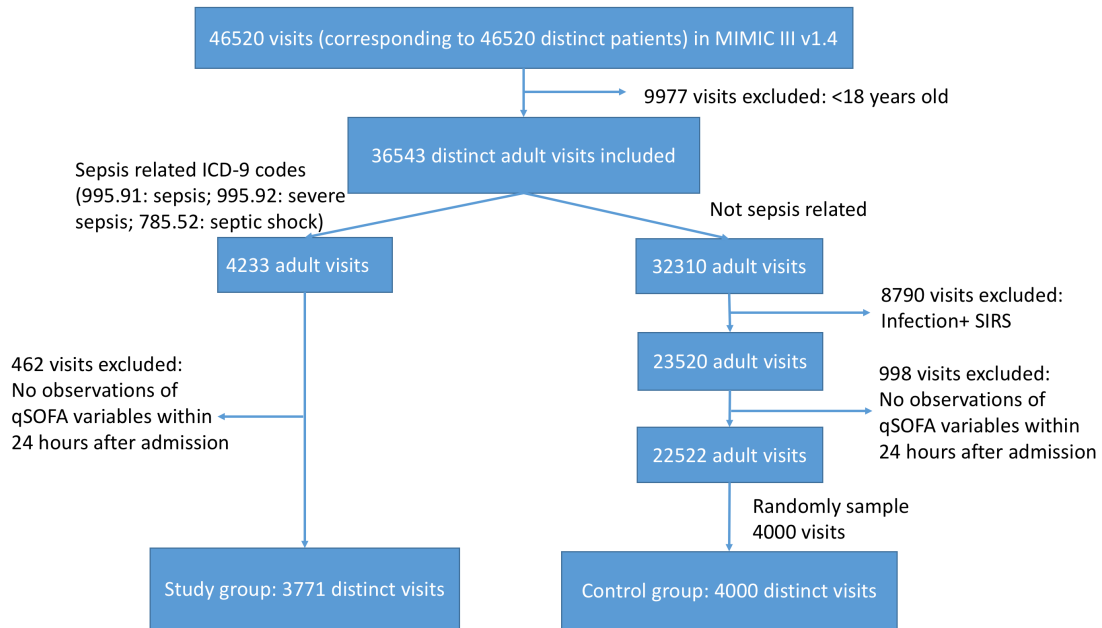 46520 visits (corresponding to 46520 distinct patients) in MIMIC III v1.4
9977 visits excluded: <18 years old
36543 distinct adult visits included
Sepsis related ICD-9 codes
(995.91: sepsis; 995.92: severe
sepsis; 785.52: septic shock)
Not sepsis related
4233 adult visits
32310 adult visits
8790 visits excluded:
Infection+ SIRS
23520 adult visits
462 visits excluded:
No observations of
qSOFA variables within
24 hours after admission
998 visits excluded:
No observations of
qSOFA variables within
24 hours after admission
22522 adult visits
Randomly sample
4000 visits
Study group: 3771 distinct visits
Control group: 4000 distinct visits